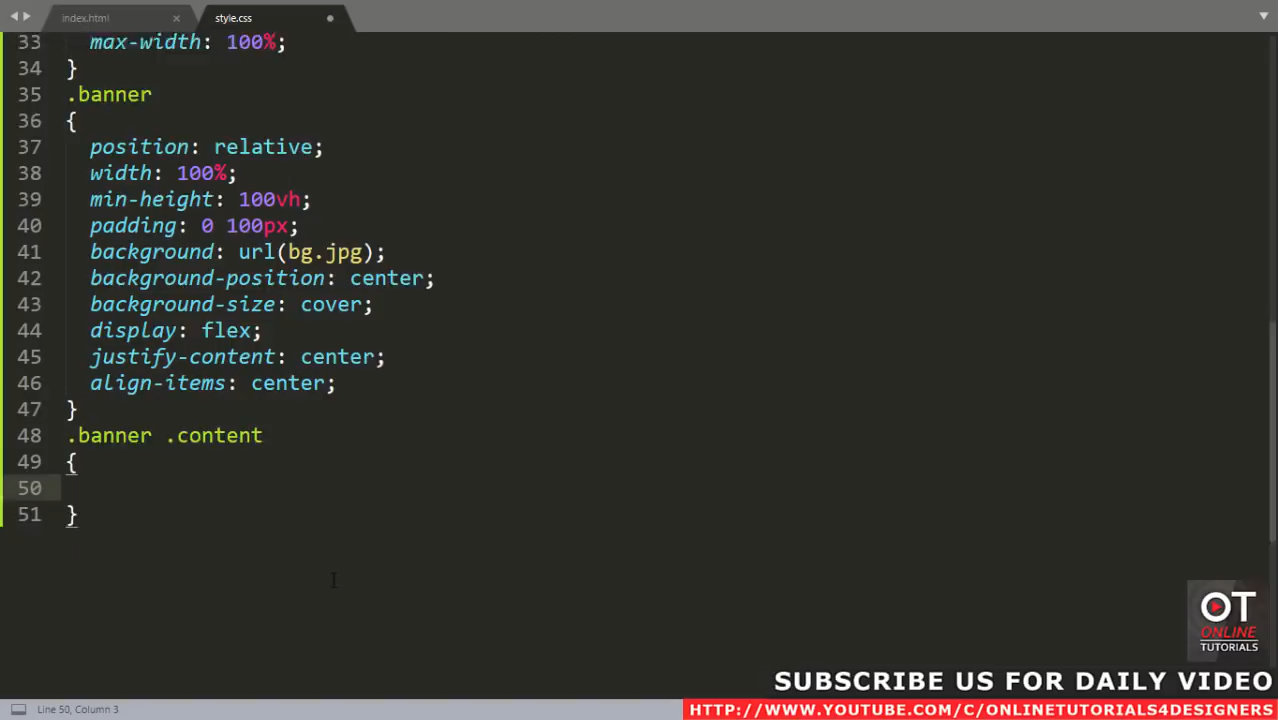 index.html × style.css
33 max-width: 100%;
34 }
35 .banner
36 {
37 position: relative;
38 width: 100%;
39 min-height: 100vh;
40 padding: 0 100px;
41 background: url(bg.jpg);
42 background-position: center;
43 background-size: cover;
44 display: flex;
45 justify-content: center;
46 align-items: center;
47 }
48 .banner .content
49 {
50
51 }
OT
ONLINE
TUTORIALS
SUBSCRIBE US FOR DAILY VIDEO
Line 50, Column 3
HTTP://WWW.YOUTUBE.COM/C/ONLINETUTORIALS4DESIGNERS